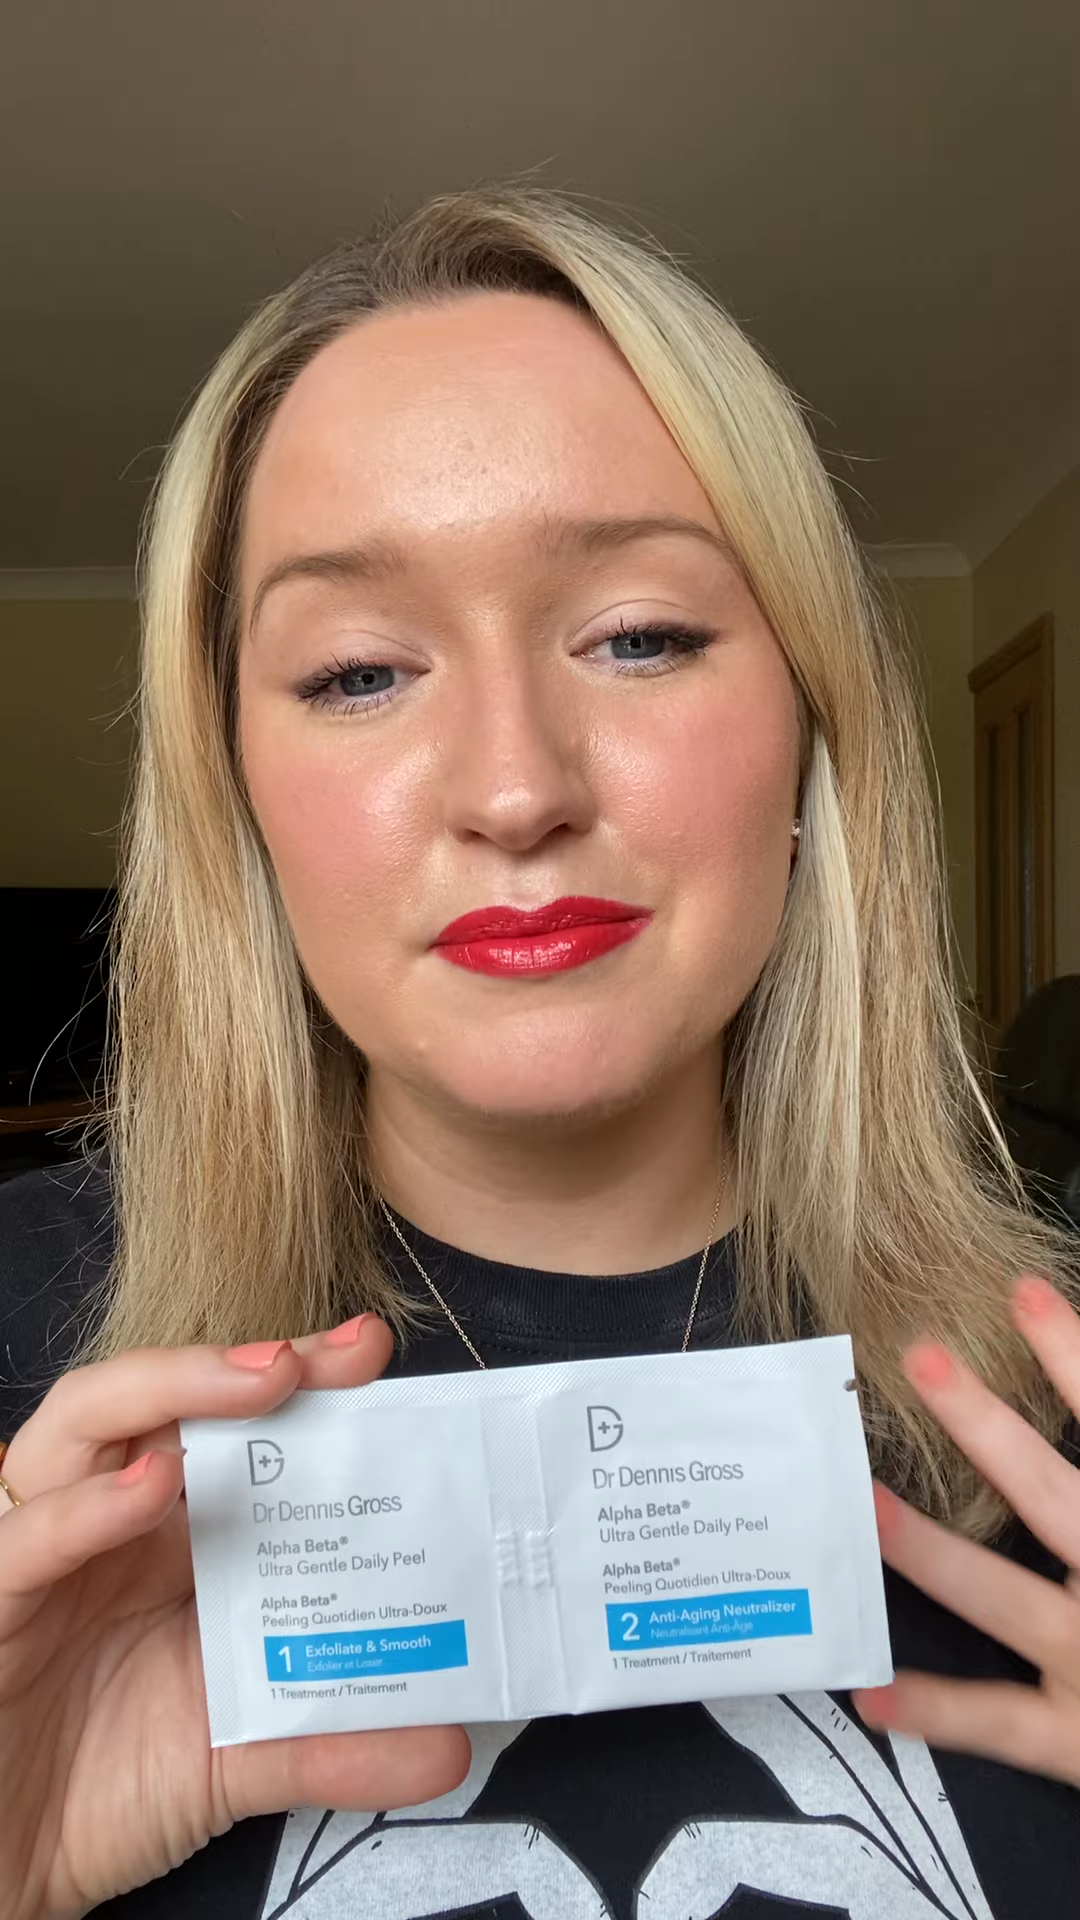 Dr Dennis Gross
Alpha Beta®
Ultra Gentle Daily Peel
Alpha Beta®
Peeling Quotidien Ultra-Doux
1 Exfoliate & Smooth
Exfolier et Lisser
1 Treatment / Traitement
Dr Dennis Gross
Alpha Beta®
Ultra Gentle Daily Peel
Alpha Beta®
Peeling Quotidien Ultra-Doux
2 Anti-Aging Neutralizer
Neutralisant Anti-Âge
1 Treatment / Traitement